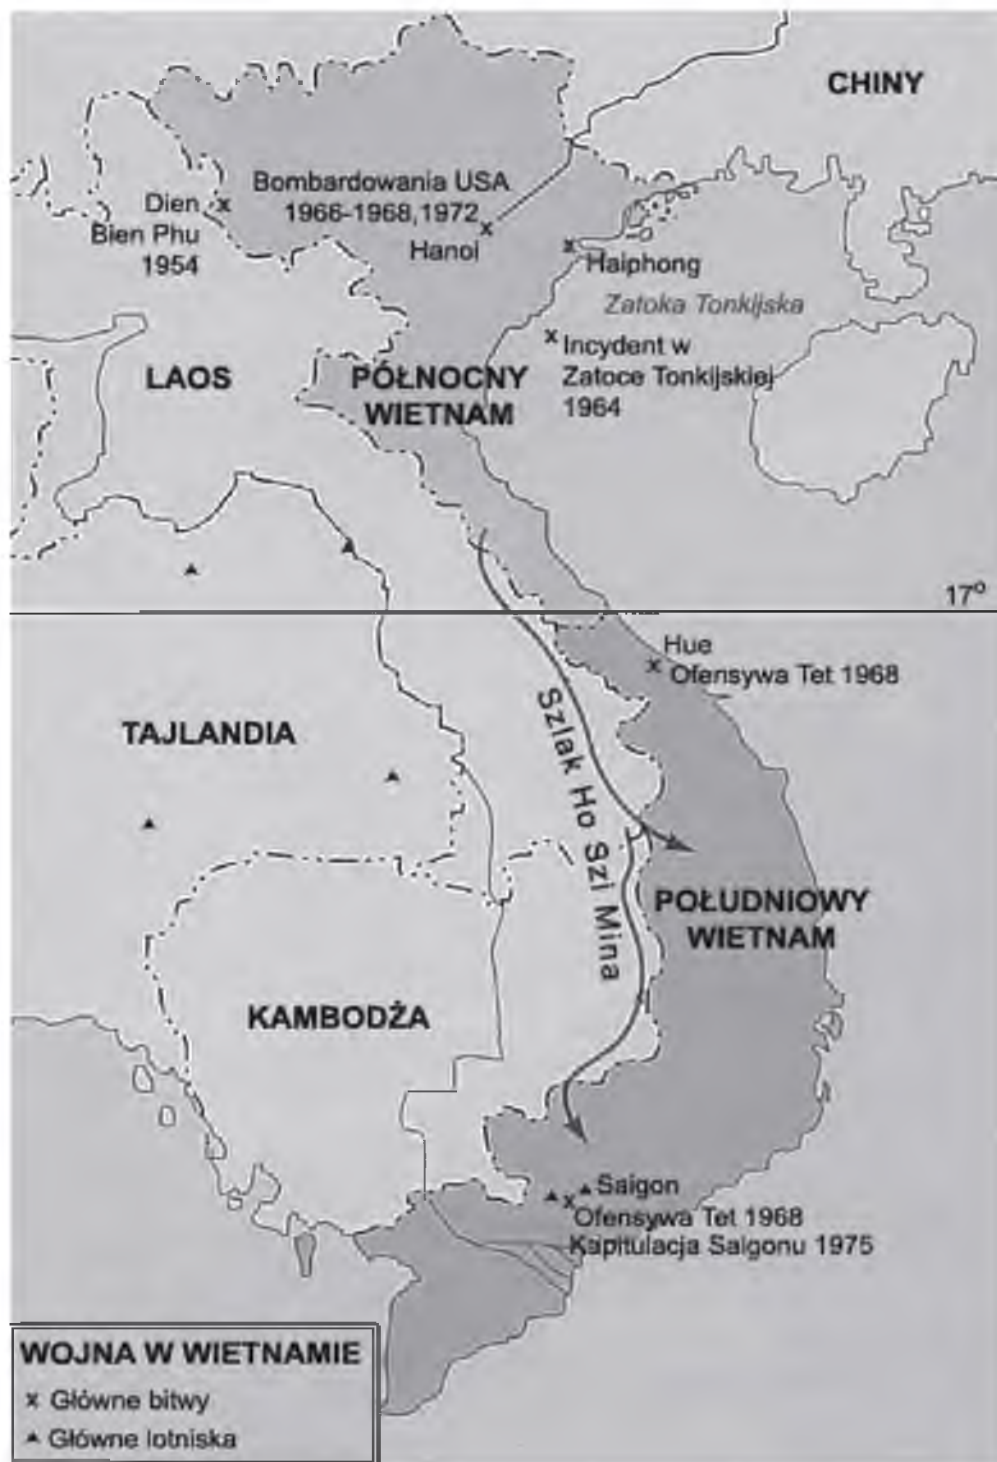 CHINY
Bombardowania USA
1966-1968,1972
Hanoi
Dien
Bien Phu
1954
Haiphong
Zatoka Tonkijska
Incydent w
Zatoce Tonkijskiej
1964
LAOS
PÓŁNOCNY
WIETNAM
17°
Hue
Ofensywa Tet 1968
Szlak Ho Szi Mina
TAJLANDIA
POŁUDNIOWY
WIETNAM
KAMBODŻA
Saigon
Ofensywa Tet 1968
Kapitulacja Saigonu 1975
WOJNA W WIETNAMIE
x Główne bitwy
▲ Główne lotniska